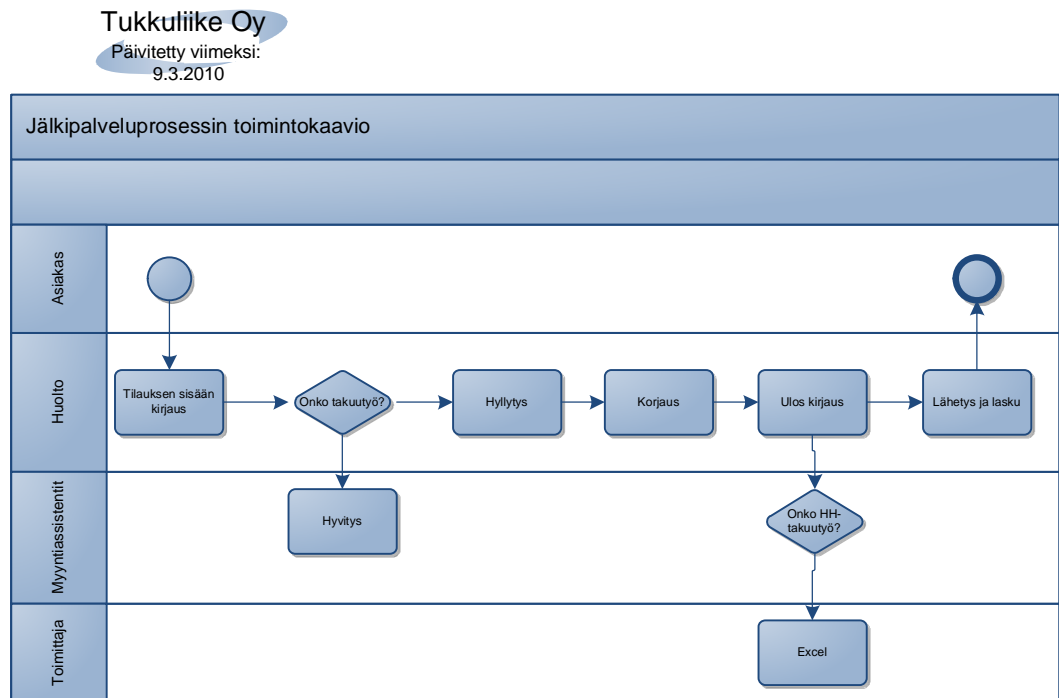 Tukkuliike Oy
Päivitetty viimeksi:
9.3.2010
Jälkipalveluprosessin toimintokaavio
Asiakas
Huolto
Tilauksen sisään
kirjaus
Onko takuutyö?
Hyllytys
Korjaus
Ulos kirjaus
Lähetys ja lasku
Myyntiassistentit
Hyvitys
Onko HH-
takuutyö?
Toimittaja
Excel